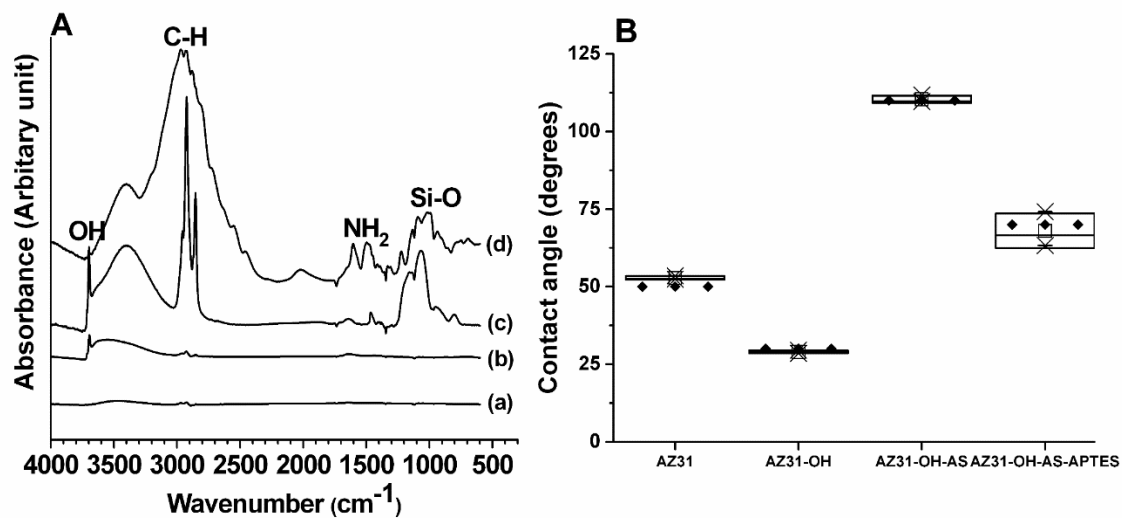 A
C-H
OH
NH2
Si-O
(d)
(c)
(b)
(a)
Absorbance (Arbitary unit)
4000 3500 3000 2500 2000 1500 1000 500
Wavenumber (cm-1)
B
125
100
75
50
25
0
Contact angle (degrees)
AZ31 AZ31-OH AZ31-OH-AS AZ31-OH-AS-APTES